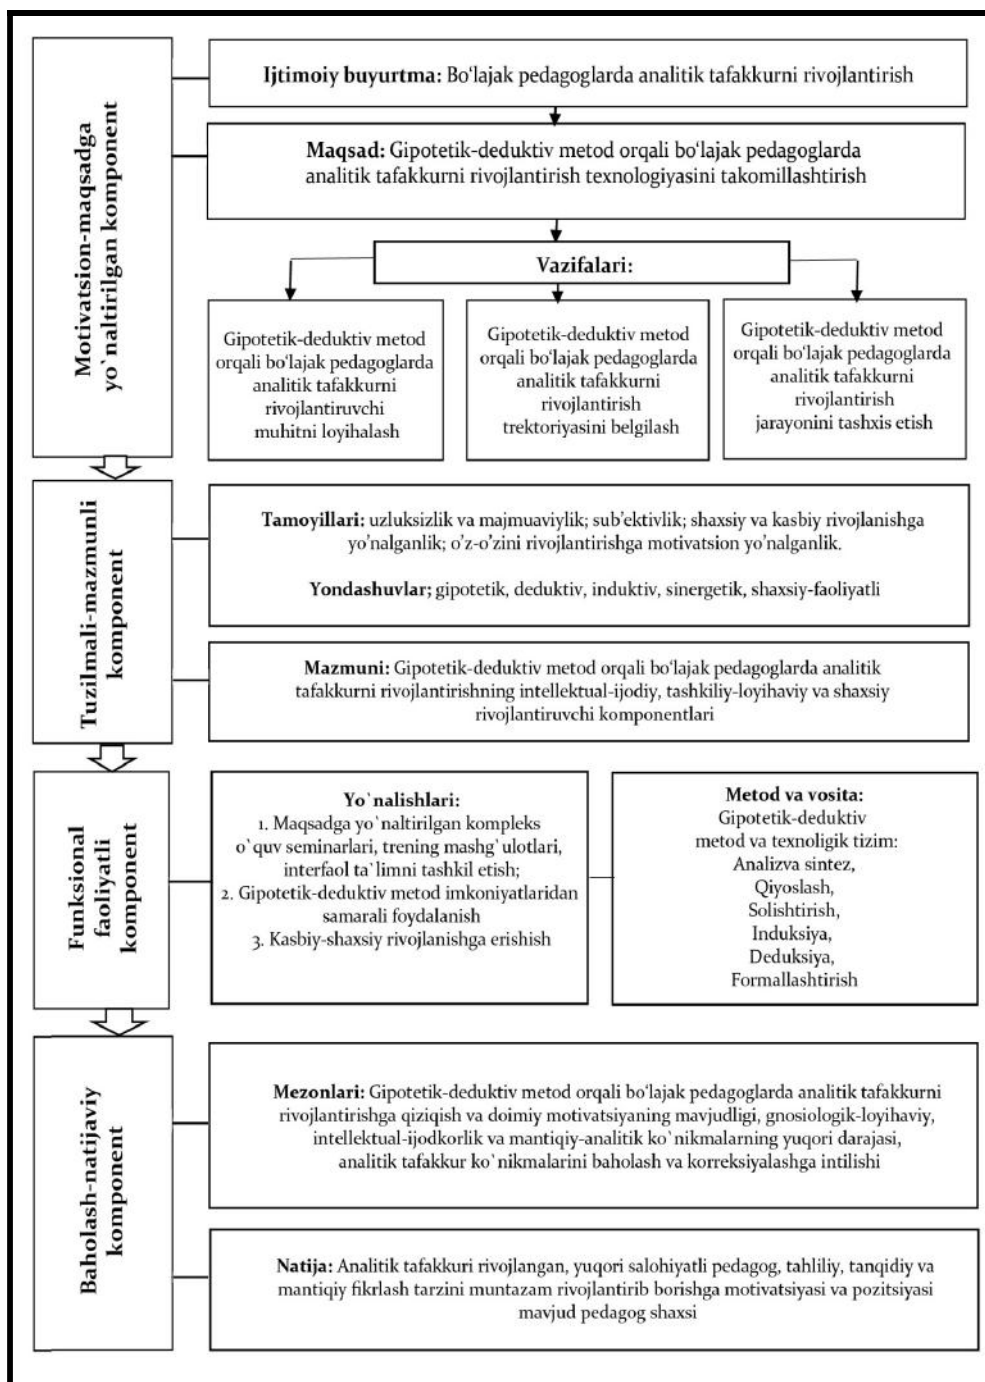 Motivatsion-maqsadga
yo`naltirilgan komponent
Ijtimoiy buyurtma: Bo‘lajak pedagoglarda analitik tafakkurni rivojlantirish
Maqsad: Gipotetik-deduktiv metod orqali bo‘lajak pedagoglarda
analitik tafakkurni rivojlantirish texnologiyasini takomillashtirish
Vazifalari:
Gipotetik-deduktiv metod
orqali bo‘lajak pedagoglarda
analitik tafakkurni
rivojlantiruvchi
muhitni loyihalash
Gipotetik-deduktiv metod
orqali bo‘lajak pedagoglarda
analitik tafakkurni
rivojlantirish
trektoriyasini belgilash
Gipotetik-deduktiv metod
orqali bo‘lajak pedagoglarda
analitik tafakkurni
rivojlantirish
jarayonini tashxis etish
Tuzilmali-mazmunli
komponent
Tamoyillari: uzluksizlik va majmuaviylik; sub’ektivlik; shaxsiy va kasbiy rivojlanishga
yo’nalganlik; o’z-o’zini rivojlantirishga motivatsion yo’nalganlik.
Yondashuvlar; gipotetik, deduktiv, induktiv, sinergetik, shaxsiy-faoliyatli
Mazmuni: Gipotetik-deduktiv metod orqali bo‘lajak pedagoglarda analitik
tafakkurni rivojlantirishning intellektual-ijodiy, tashkiliy-loyihaviy va shaxsiy
rivojlantiruvchi komponentlari
Funksional
faoliyatli
komponent
Yo`nalishlari:
1. Maqsadga yo`naltirilgan kompleks
o`quv seminarlari, trening mashg`ulotlari,
interfaol ta`limni tashkil etish;
2. Gipotetik-deduktiv metod imkoniyatlaridan
samarali foydalanish
3. Kasbiy-shaxsiy rivojlanishga erishish
Metod va vosita:
Gipotetik-deduktiv
metod va texnoligik tizim:
Analizva sintez,
Qiyoslash,
Solishtirish,
Induksiya,
Deduksiya,
Formallashtirish
Baholash-natijaviy
komponent
Mezonlari: Gipotetik-deduktiv metod orqali bo‘lajak pedagoglarda analitik tafakkurni
rivojlantirishga qiziqish va doimiy motivatsiyaning mavjudligi, gnosiologik-loyihaviy,
intellektual-ijodkorlik va mantiqiy-analitik ko`nikmalarning yuqori darajasi,
analitik tafakkur ko`nikmalarini baholash va korreksiyalashga intilishi
Natija: Analitik tafakkuri rivojlangan, yuqori salohiyatli pedagog, tahliliy, tanqidiy va
mantiqiy fikrlash tarzini muntazam rivojlantirib borishga motivatsiyasi va pozitsiyasi
mavjud pedagog shaxsi